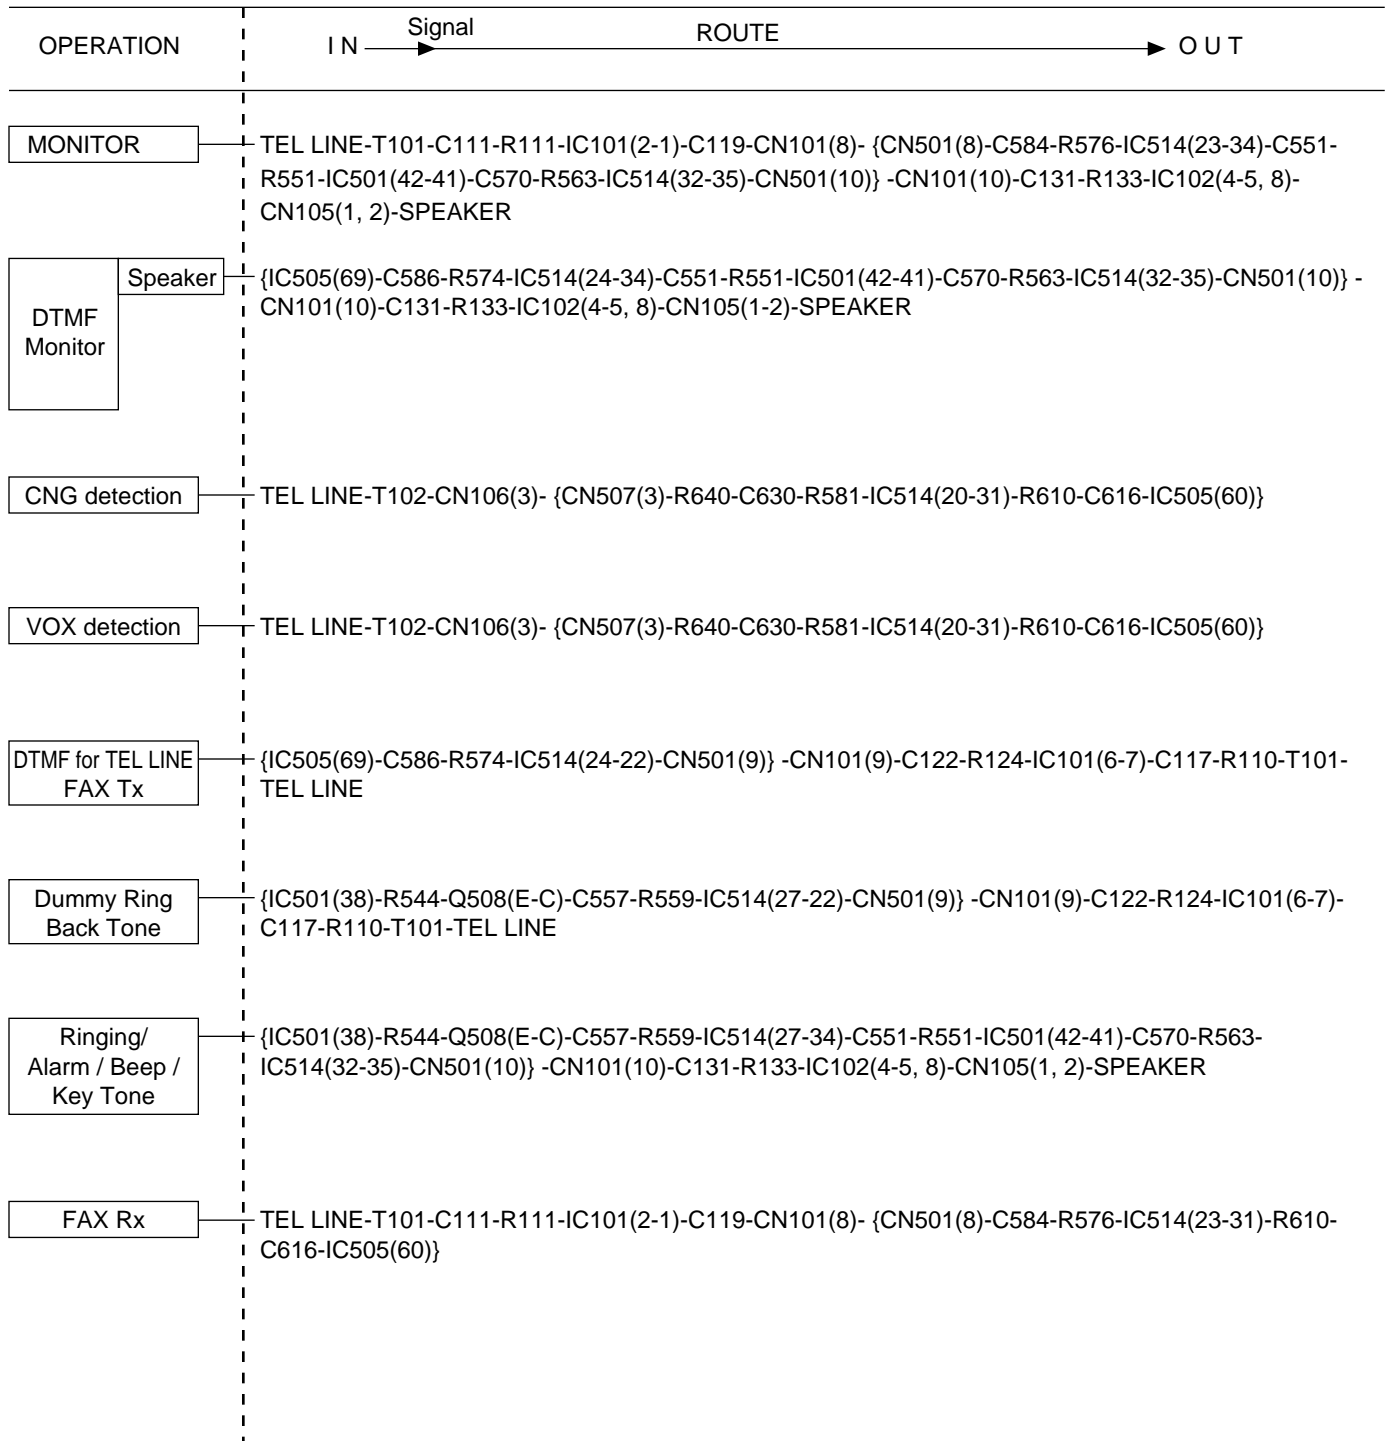 OPERATION
I N
Signal
ROUTE
O U T
MONITOR
TEL LINE-T101-C111-R111-IC101(2-1)-C119-CN101(8)- {CN501(8)-C584-R576-IC514(23-34)-C551-
R551-IC501(42-41)-C570-R563-IC514(32-35)-CN501(10)} -CN101(10)-C131-R133-IC102(4-5, 8)-
CN105(1, 2)-SPEAKER
DTMF
Monitor
Speaker
{IC505(69)-C586-R574-IC514(24-34)-C551-R551-IC501(42-41)-C570-R563-IC514(32-35)-CN501(10)} -
CN101(10)-C131-R133-IC102(4-5, 8)-CN105(1-2)-SPEAKER
CNG detection
TEL LINE-T102-CN106(3)- {CN507(3)-R640-C630-R581-IC514(20-31)-R610-C616-IC505(60)}
VOX detection
TEL LINE-T102-CN106(3)- {CN507(3)-R640-C630-R581-IC514(20-31)-R610-C616-IC505(60)}
DTMF for TEL LINE
FAX Tx
{IC505(69)-C586-R574-IC514(24-22)-CN501(9)} -CN101(9)-C122-R124-IC101(6-7)-C117-R110-T101-
TEL LINE
Dummy Ring
Back Tone
{IC501(38)-R544-Q508(E-C)-C557-R559-IC514(27-22)-CN501(9)} -CN101(9)-C122-R124-IC101(6-7)-
C117-R110-T101-TEL LINE
Ringing/
Alarm / Beep /
Key Tone
{IC501(38)-R544-Q508(E-C)-C557-R559-IC514(27-34)-C551-R551-IC501(42-41)-C570-R563-
IC514(32-35)-CN501(10)} -CN101(10)-C131-R133-IC102(4-5, 8)-CN105(1, 2)-SPEAKER
FAX Rx
TEL LINE-T101-C111-R111-IC101(2-1)-C119-CN101(8)- {CN501(8)-C584-R576-IC514(23-31)-R610-
C616-IC505(60)}